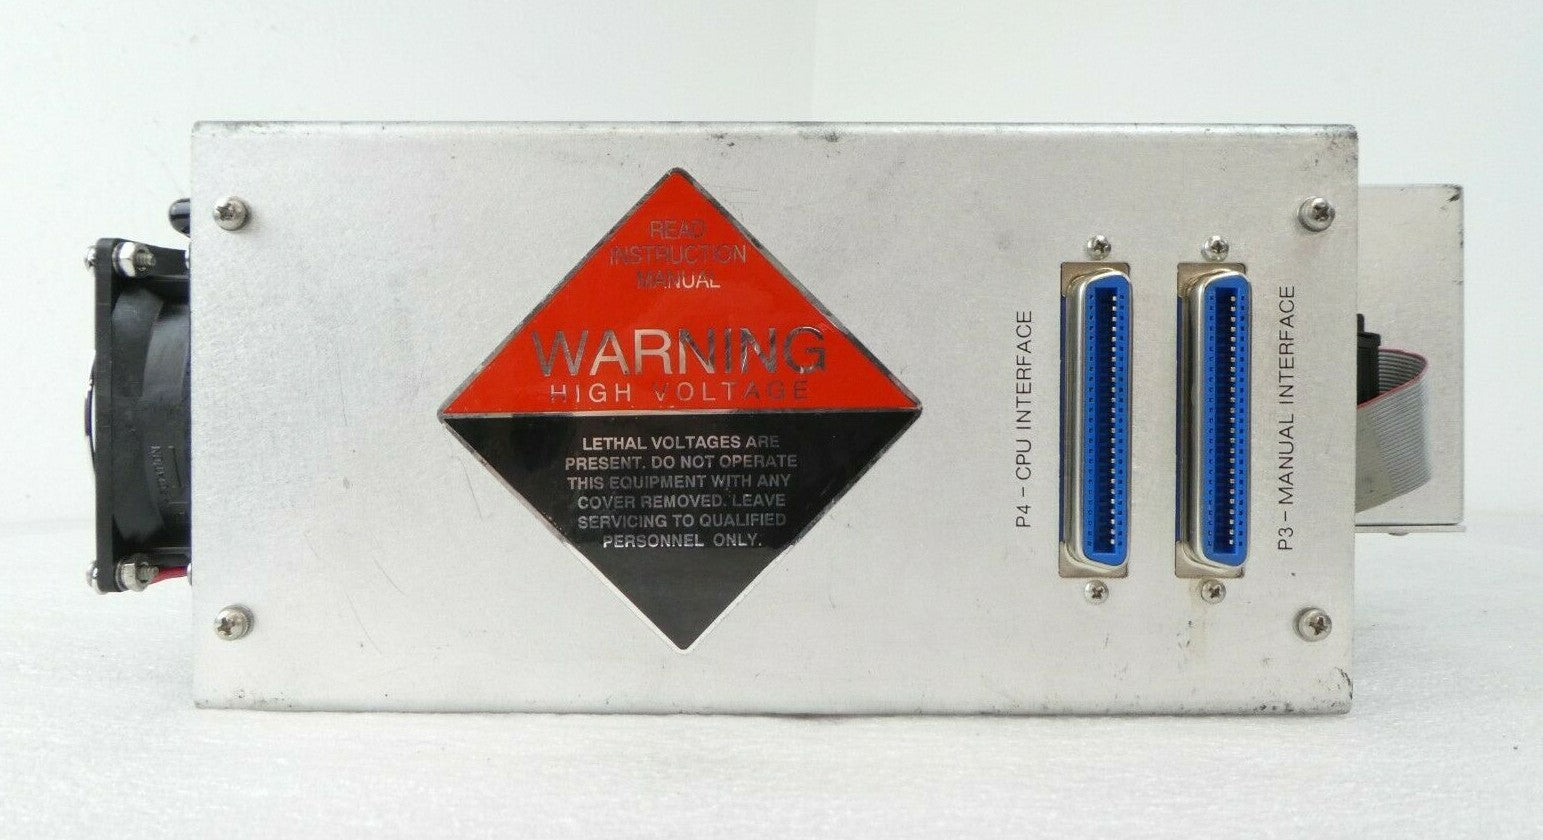 READ
INSTRUCTION
MANUAL
WARNING
HIGH VOLTAGE
LETHAL VOLTAGES ARE
PRESENT. DO NOT OPERATE
THIS EQUIPMENT WITH ANY
COVER REMOVED. LEAVE
SERVICING TO QUALIFIED
PERSONNEL ONLY.
P4 – CPU INTERFACE
P3 – MANUAL INTERFACE